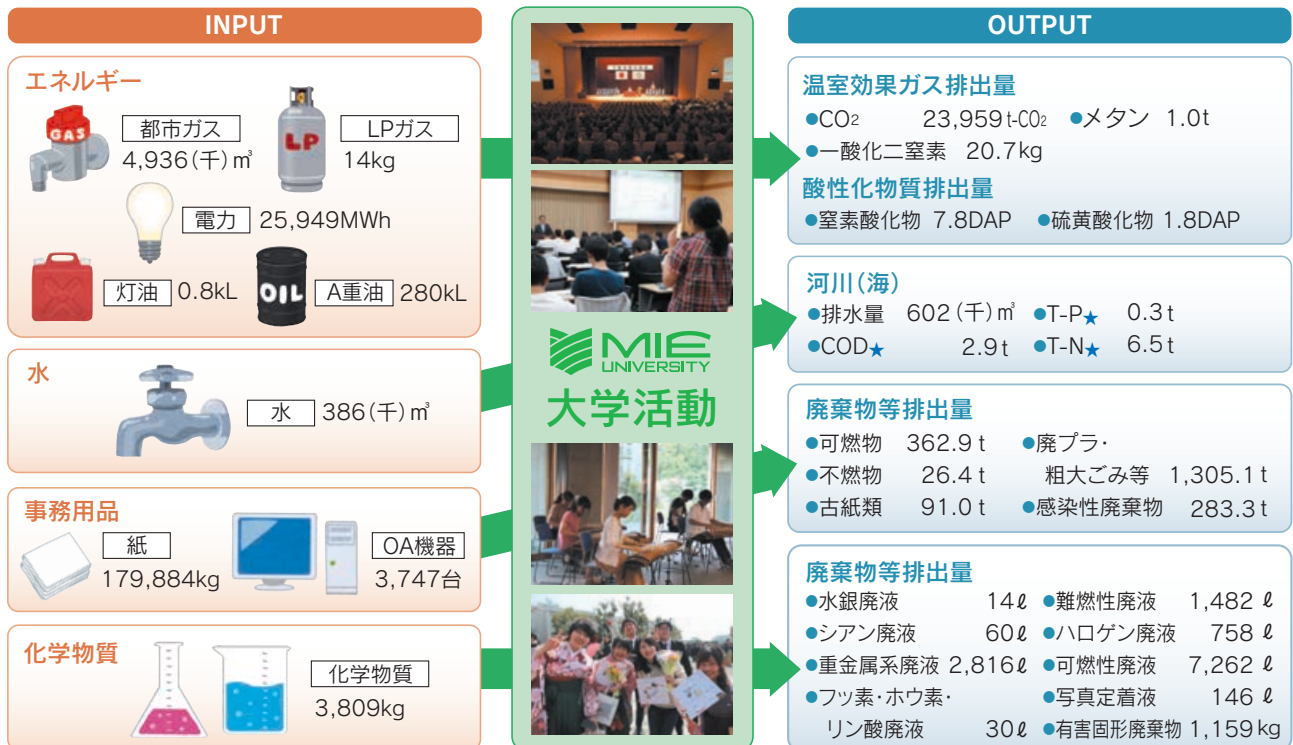 INPUT
エネルギー
GAS
都市ガス
4,936(千)㎥
LP
LPガス
14kg
電力 25,949MWh
灯油 0.8kL
OIL
A重油 280kL
水
水 386(千)㎥
事務用品
紙
179,884kg
OA機器
3,747台
化学物質
化学物質
3,809kg
MIE
UNIVERSITY
大学活動
OUTPUT
温室効果ガス排出量
●CO2 23,959t-CO2 ●メタン 1.0t
●一酸化二窒素 20.7kg
酸性化物質排出量
●窒素酸化物 7.8DAP ●硫黄酸化物 1.8DAP
河川(海)
●排水量 602(千)㎥ ●T-P★ 0.3t
●COD★ 2.9t ●T-N★ 6.5t
廃棄物等排出量
●可燃物 362.9t ●廃プラ・
●不燃物 26.4t 粗大ごみ等 1,305.1t
●古紙類 91.0t ●感染性廃棄物 283.3t
廃棄物等排出量
●水銀廃液 14ℓ ●難燃性廃液 1,482ℓ
●シアン廃液 60ℓ ●ハロゲン廃液 758ℓ
●重金属系廃液 2,816ℓ ●可燃性廃液 7,262ℓ
●フッ素・ホウ素・ ●写真定着液 146ℓ
リン酸廃液 30ℓ ●有害固形廃棄物 1,159kg